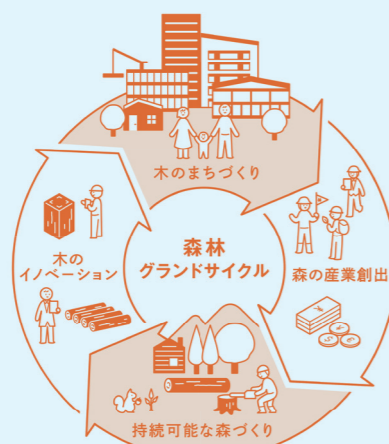 木のまちづくり
木の
イノベーション
森林
グランドサイクル
森の産業創出
¥
¥
$
€
持続可能な森づくり